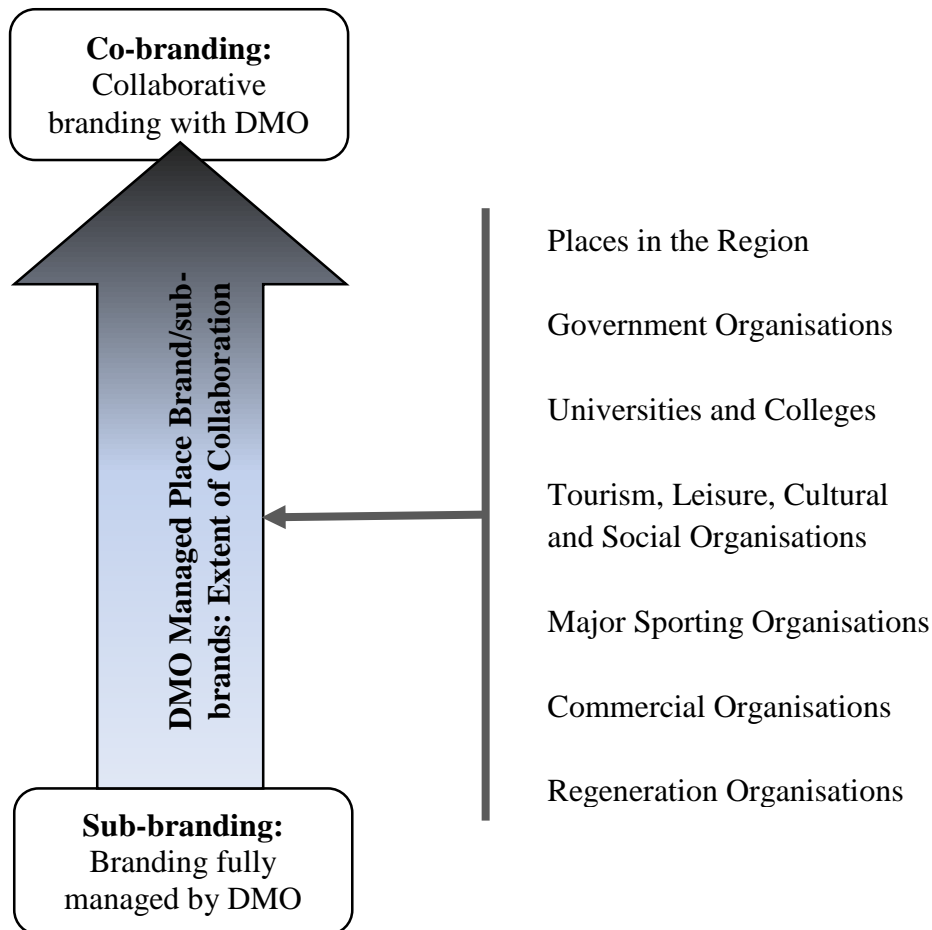 Co-branding:
Collaborative
branding with DMO
DMO Managed Place Brand/sub-
brands: Extent of Collaboration
Places in the Region
Government Organisations
Universities and Colleges
Tourism, Leisure, Cultural
and Social Organisations
Major Sporting Organisations
Commercial Organisations
Regeneration Organisations
Sub-branding:
Branding fully
managed by DMO